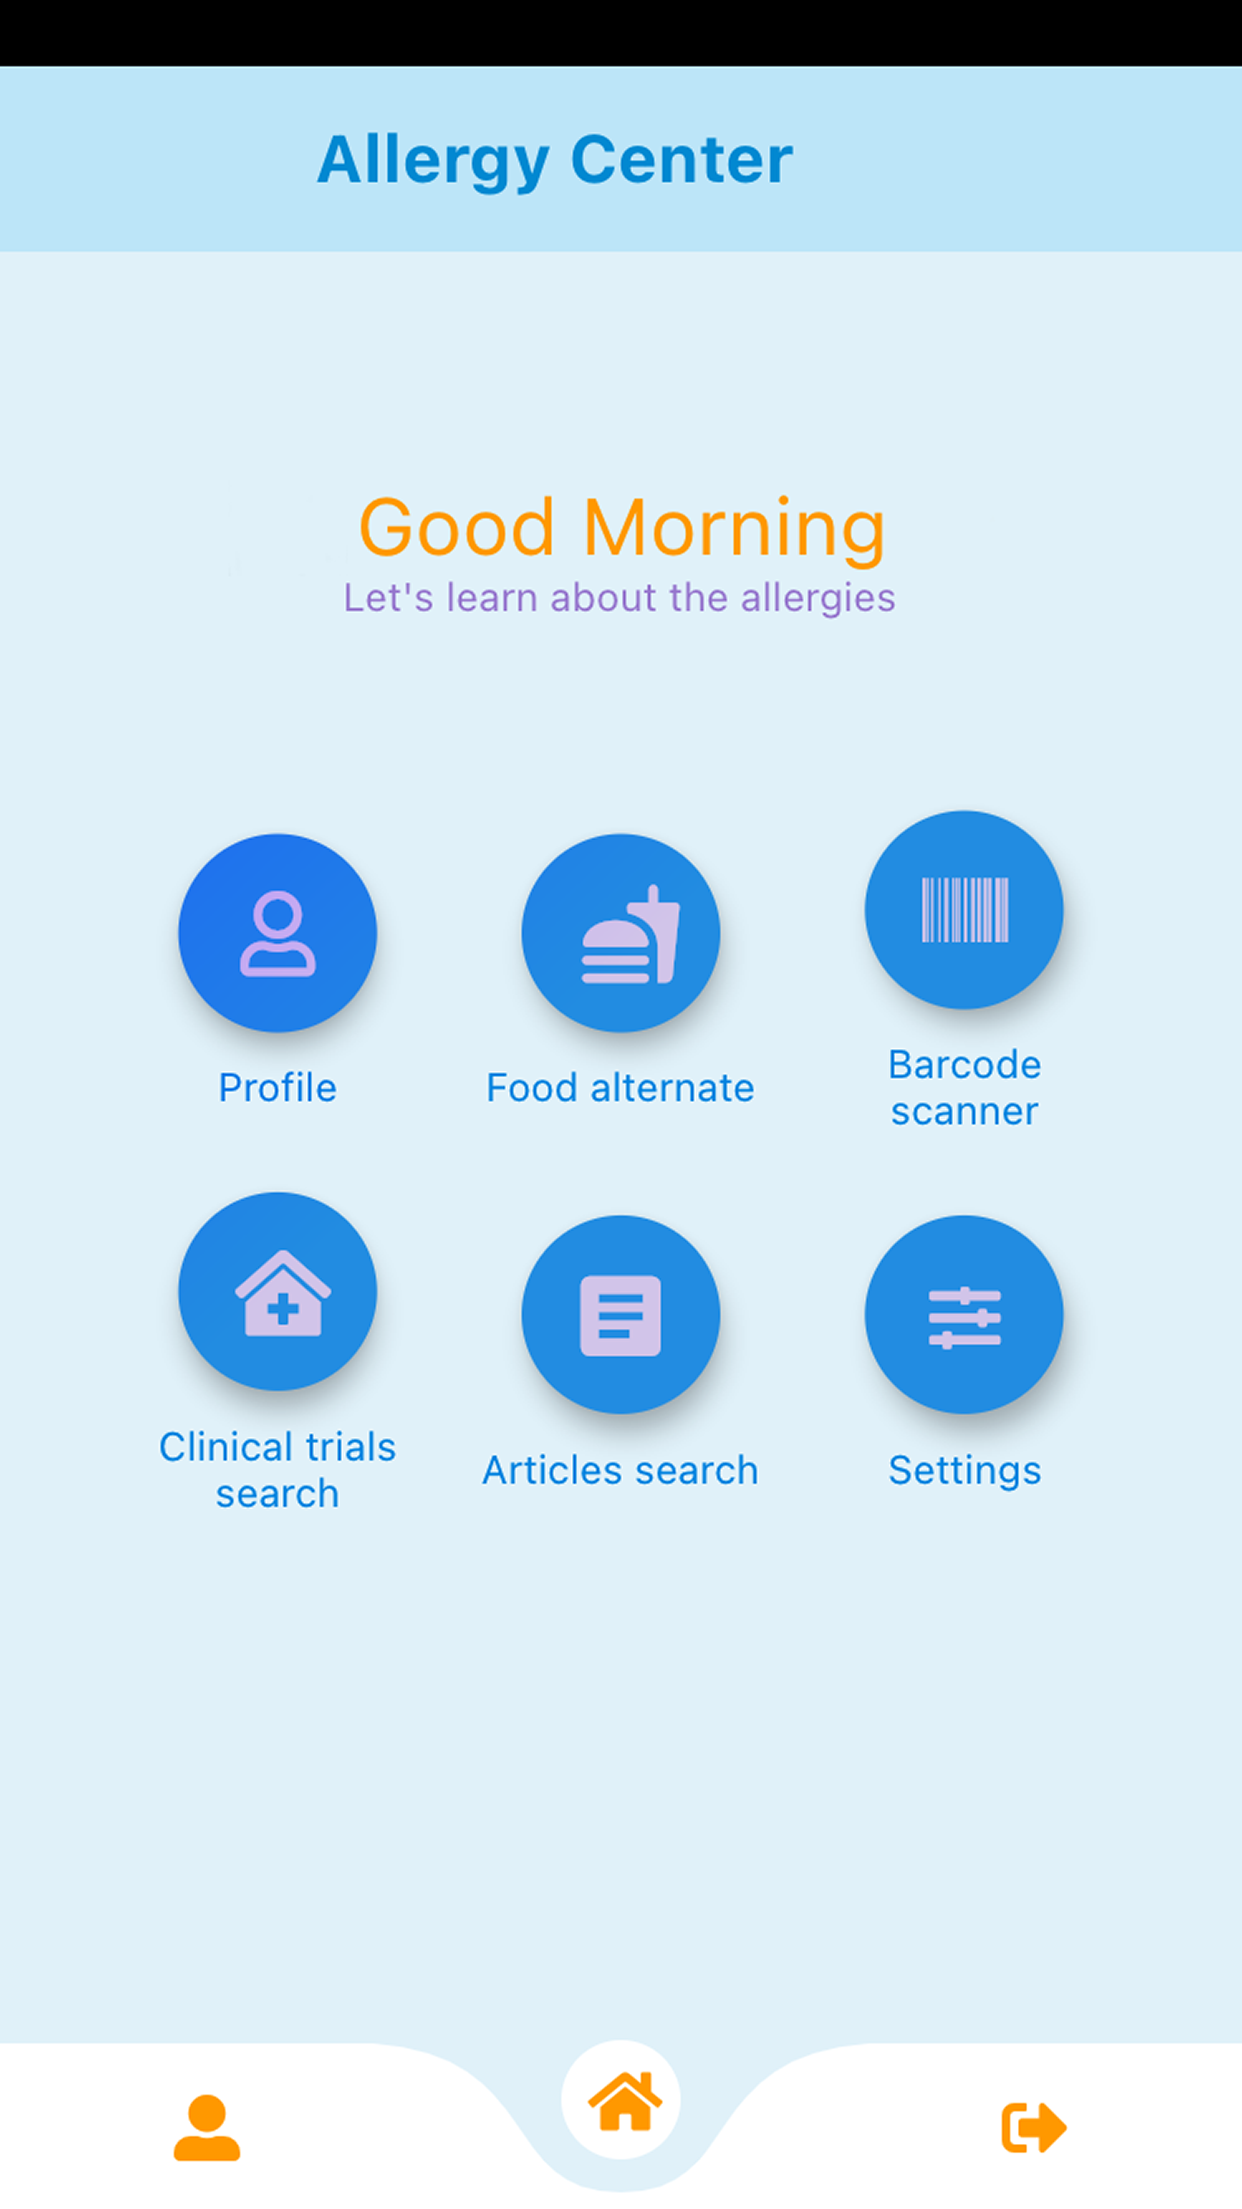 Allergy Center
Good Morning
Let's learn about the allergies
Profile
Food alternate
Barcode
scanner
Clinical trials
search
Articles search
Settings